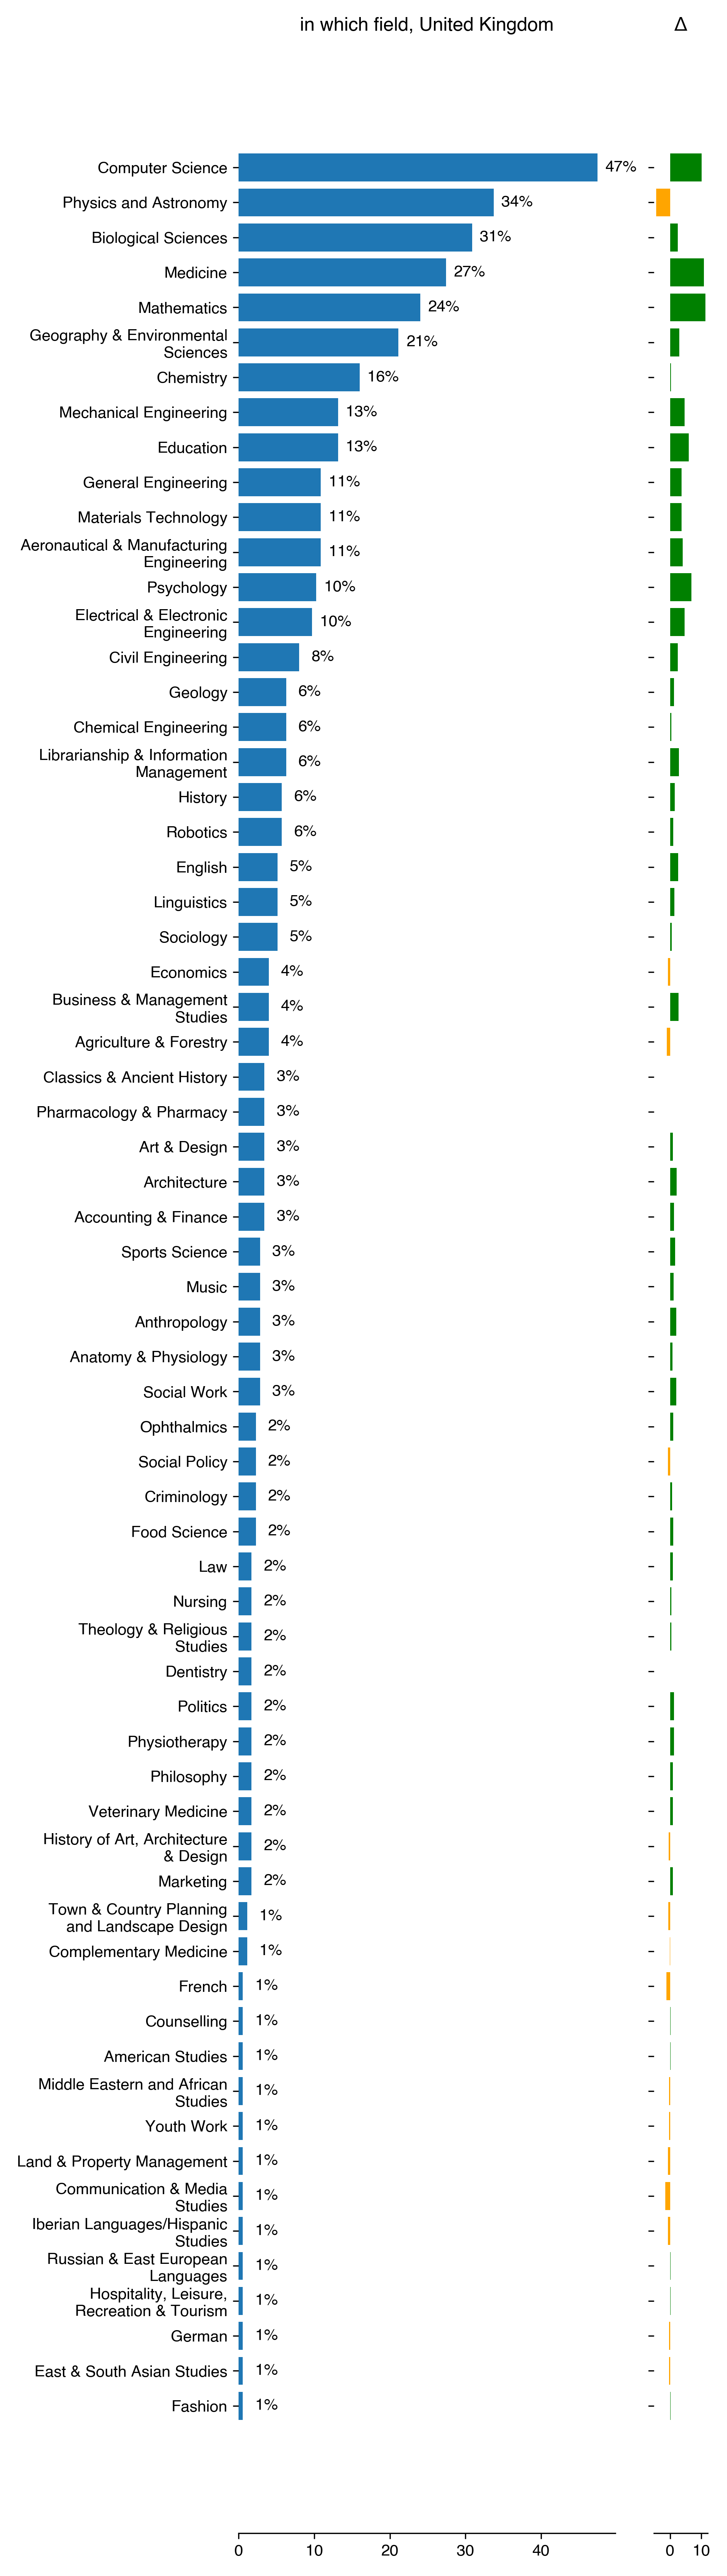 in which field, United Kingdom Δ
Computer Science 47%
Physics and Astronomy 34%
Biological Sciences 31%
Medicine 27%
Mathematics 24%
Geography & Environmental
Sciences 21%
Chemistry 16%
Mechanical Engineering 13%
Education 13%
General Engineering 11%
Materials Technology 11%
Aeronautical & Manufacturing
Engineering 11%
Psychology 10%
Electrical & Electronic
Engineering 10%
Civil Engineering 8%
Geology 6%
Chemical Engineering 6%
Librarianship & Information
Management 6%
History 6%
Robotics 6%
English 5%
Linguistics 5%
Sociology 5%
Economics 4%
Business & Management
Studies 4%
Agriculture & Forestry 4%
Classics & Ancient History 3%
Pharmacology & Pharmacy 3%
Art & Design 3%
Architecture 3%
Accounting & Finance 3%
Sports Science 3%
Music 3%
Anthropology 3%
Anatomy & Physiology 3%
Social Work 3%
Ophthalmics 2%
Social Policy 2%
Criminology 2%
Food Science 2%
Law 2%
Nursing 2%
Theology & Religious
Studies 2%
Dentistry 2%
Politics 2%
Physiotherapy 2%
Philosophy 2%
Veterinary Medicine 2%
History of Art, Architecture
& Design 2%
Marketing 2%
Town & Country Planning
and Landscape Design 1%
Complementary Medicine 1%
French 1%
Counselling 1%
American Studies 1%
Middle Eastern and African
Studies 1%
Youth Work 1%
Land & Property Management 1%
Communication & Media
Studies 1%
Iberian Languages/Hispanic
Studies 1%
Russian & East European
Languages 1%
Hospitality, Leisure,
Recreation & Tourism 1%
German 1%
East & South Asian Studies 1%
Fashion 1%
0 10 20 30 40 0 10